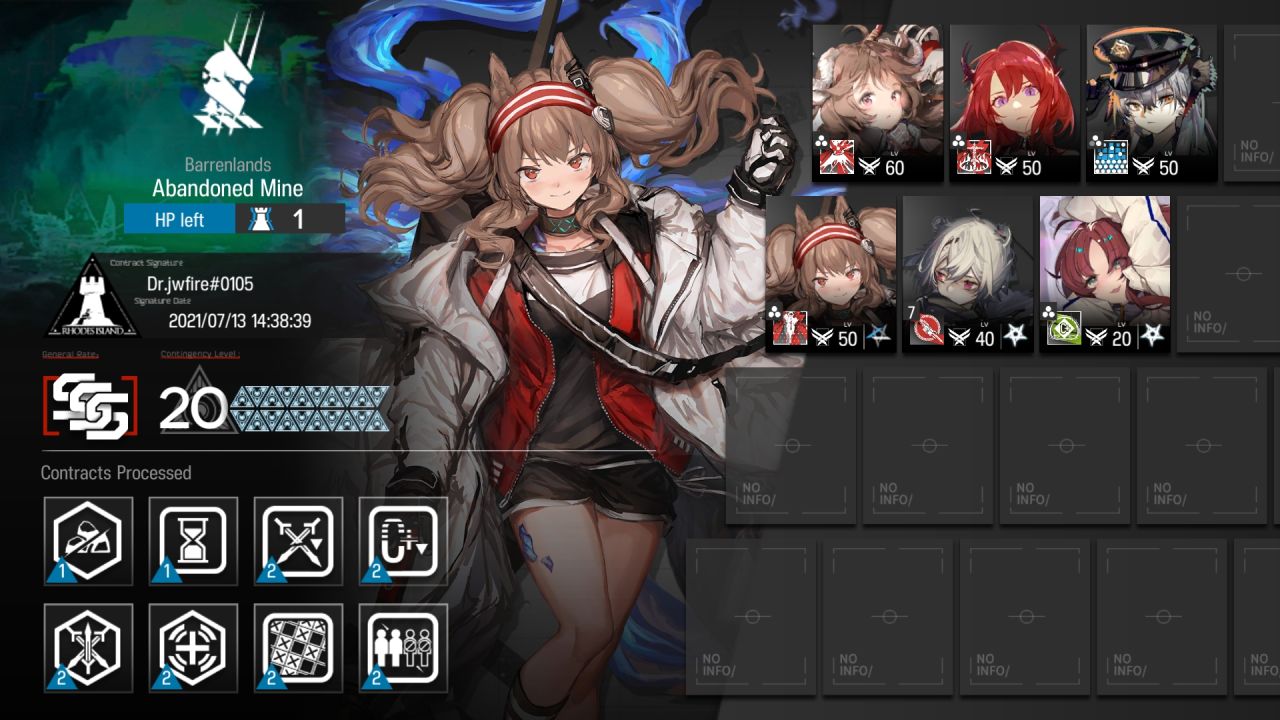 Barrenlands
Abandoned Mine
HP left 1
Contract Signature
Dr.jwfire#0105
Signature Date
2021/07/13 14:38:39
RHODES ISLAND
General Rate:
Contingency Level:
SSS
20
Contracts Processed
1
1
2
2
2
2
2
2
LV
60
LV
50
LV
50
NO
INFO/
LV
50
7
LV
40
LV
20
NO
INFO/
NO
INFO/
NO
INFO/
NO
INFO/
NO
INFO/
NO
INFO/
NO
INFO/
NO
INFO/
NO
INFO/
NO
INFO/